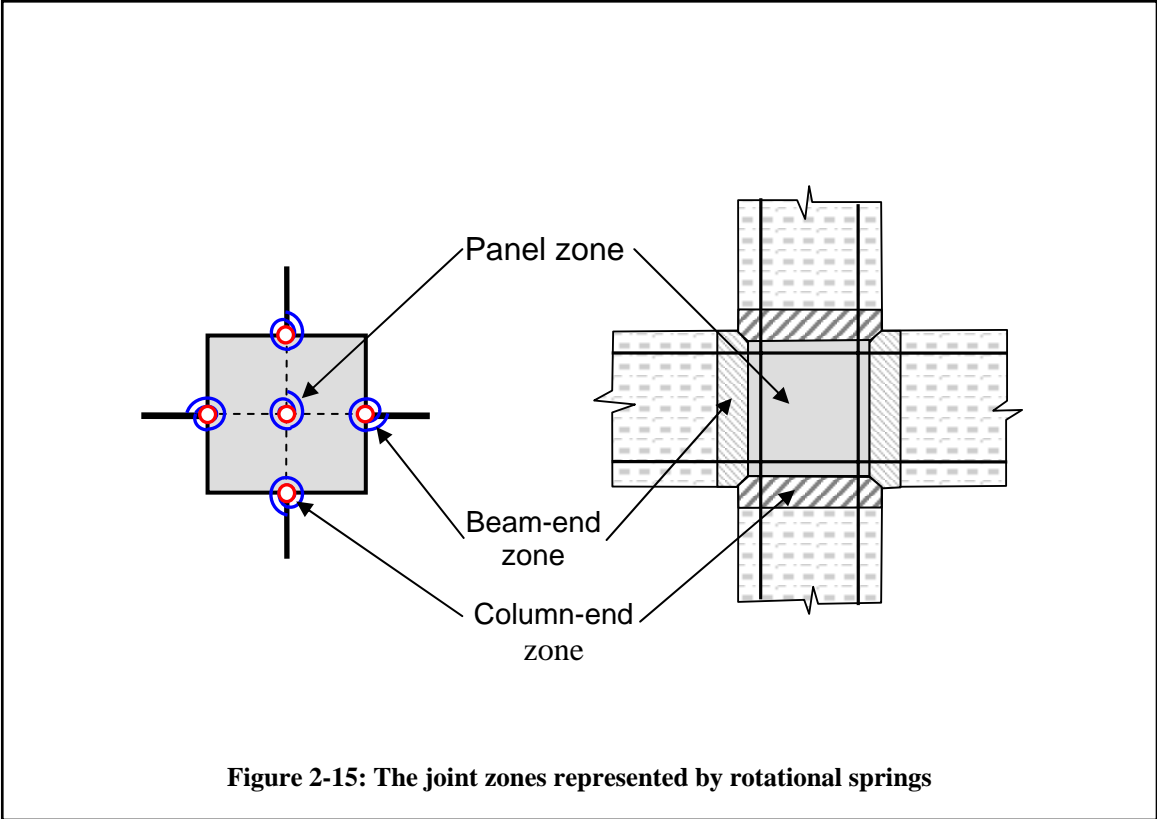 Panel zone
Beam-end
zone
Column-end
zone
Figure 2-15: The joint zones represented by rotational springs